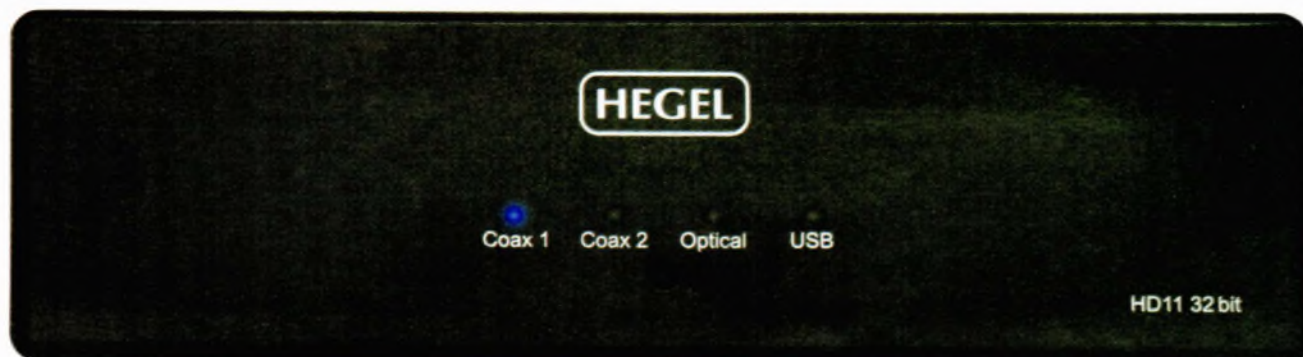 HEGEL
Coax 1 Coax 2 Optical USB
HD11 32 bit